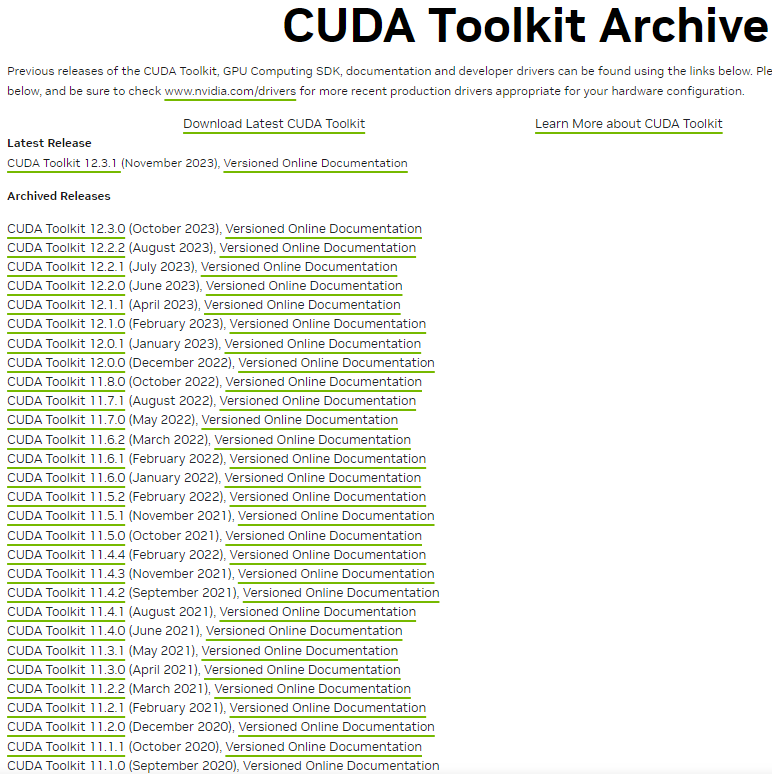 CUDA Toolkit Archive
Previous releases of the CUDA Toolkit, GPU Computing SDK, documentation and developer drivers can be found using the links below. Ple
below, and be sure to check www.nvidia.com/drivers for more recent production drivers appropriate for your hardware configuration.
Download Latest CUDA Toolkit Learn More about CUDA Toolkit
Latest Release
CUDA Toolkit 12.3.1 (November 2023), Versioned Online Documentation
Archived Releases
CUDA Toolkit 12.3.0 (October 2023), Versioned Online Documentation
CUDA Toolkit 12.2.2 (August 2023), Versioned Online Documentation
CUDA Toolkit 12.2.1 (July 2023), Versioned Online Documentation
CUDA Toolkit 12.2.0 (June 2023), Versioned Online Documentation
CUDA Toolkit 12.1.1 (April 2023), Versioned Online Documentation
CUDA Toolkit 12.1.0 (February 2023), Versioned Online Documentation
CUDA Toolkit 12.0.1 (January 2023), Versioned Online Documentation
CUDA Toolkit 12.0.0 (December 2022), Versioned Online Documentation
CUDA Toolkit 11.8.0 (October 2022), Versioned Online Documentation
CUDA Toolkit 11.7.1 (August 2022), Versioned Online Documentation
CUDA Toolkit 11.7.0 (May 2022), Versioned Online Documentation
CUDA Toolkit 11.6.2 (March 2022), Versioned Online Documentation
CUDA Toolkit 11.6.1 (February 2022), Versioned Online Documentation
CUDA Toolkit 11.6.0 (January 2022), Versioned Online Documentation
CUDA Toolkit 11.5.2 (February 2022), Versioned Online Documentation
CUDA Toolkit 11.5.1 (November 2021), Versioned Online Documentation
CUDA Toolkit 11.5.0 (October 2021), Versioned Online Documentation
CUDA Toolkit 11.4.4 (February 2022), Versioned Online Documentation
CUDA Toolkit 11.4.3 (November 2021), Versioned Online Documentation
CUDA Toolkit 11.4.2 (September 2021), Versioned Online Documentation
CUDA Toolkit 11.4.1 (August 2021), Versioned Online Documentation
CUDA Toolkit 11.4.0 (June 2021), Versioned Online Documentation
CUDA Toolkit 11.3.1 (May 2021), Versioned Online Documentation
CUDA Toolkit 11.3.0 (April 2021), Versioned Online Documentation
CUDA Toolkit 11.2.2 (March 2021), Versioned Online Documentation
CUDA Toolkit 11.2.1 (February 2021), Versioned Online Documentation
CUDA Toolkit 11.2.0 (December 2020), Versioned Online Documentation
CUDA Toolkit 11.1.1 (October 2020), Versioned Online Documentation
CUDA Toolkit 11.1.0 (September 2020), Versioned Online Documentation